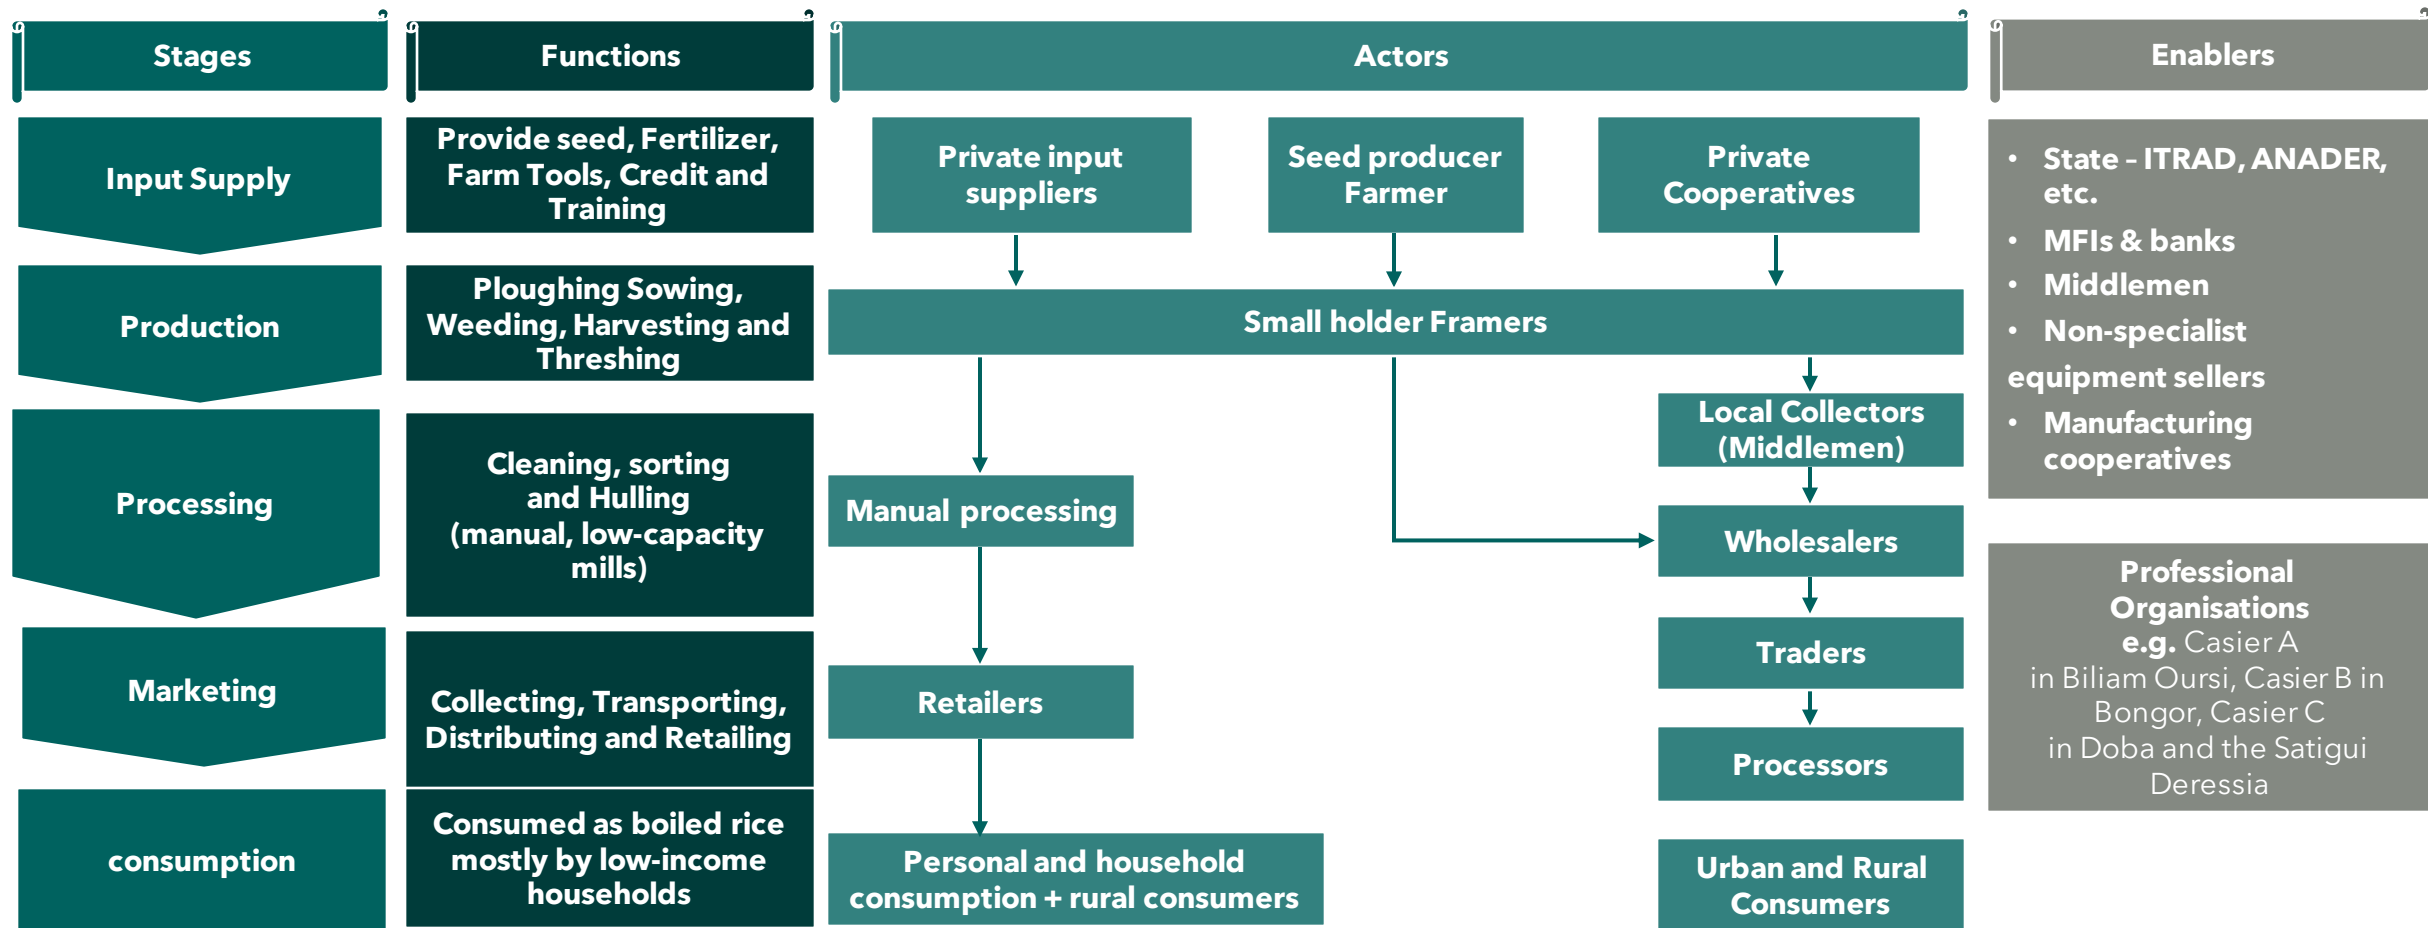 Stages
Functions
Actors
Enablers
Input Supply
Provide seed, Fertilizer,
Farm Tools, Credit and
Training
Private input
suppliers
Seed producer
Farmer
Private
Cooperatives
• State – ITRAD, ANADER,
etc.
• MFIs & banks
• Middlemen
• Non-specialist
equipment sellers
• Manufacturing
cooperatives
Production
Ploughing Sowing,
Weeding, Harvesting and
Threshing
Small holder Framers
Processing
Cleaning, sorting
and Hulling
(manual, low-capacity
mills)
Manual processing
Local Collectors
(Middlemen)
Wholesalers
Traders
Processors
Professional
Organisations
e.g. Casier A
in Biliam Oursi, Casier B in
Bongor, Casier C
in Doba and the Satigui
Deressia
Marketing
Collecting, Transporting,
Distributing and Retailing
Retailers
consumption
Consumed as boiled rice
mostly by low-income
households
Personal and household
consumption + rural consumers
Urban and Rural
Consumers